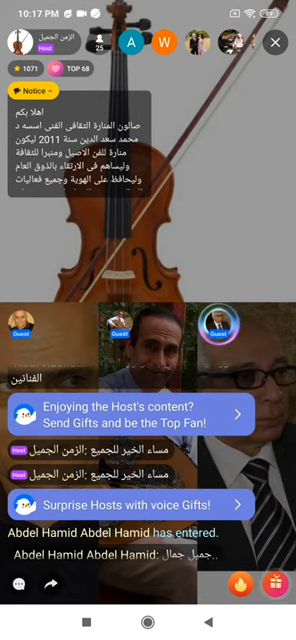 10:17 PM
89
الزمن الجميل
Host
25
A
W
1071
TOP 68
Notice
اهلا بكم
صالون المنارة الثقافى الفنى اسسه د
محمد سعد الدين سنة 2011 ليكون
منارة للفن الاصيل ومنبرا للثقافة
وليساهم فى الارتقاء بالذوق العام
وليحافظ على الهوية وجميع فعاليات
Guest
Guest
Guest
الفنانين
Enjoying the Host's content?
Send Gifts and be the Top Fan!
Host الزمن الجميل: مساء الخير للجميع
Host الزمن الجميل: مساء الخير للجميع
Surprise Hosts with voice Gifts!
Abdel Hamid Abdel Hamid has entered.
Abdel Hamid Abdel Hamid: جميل جمال..